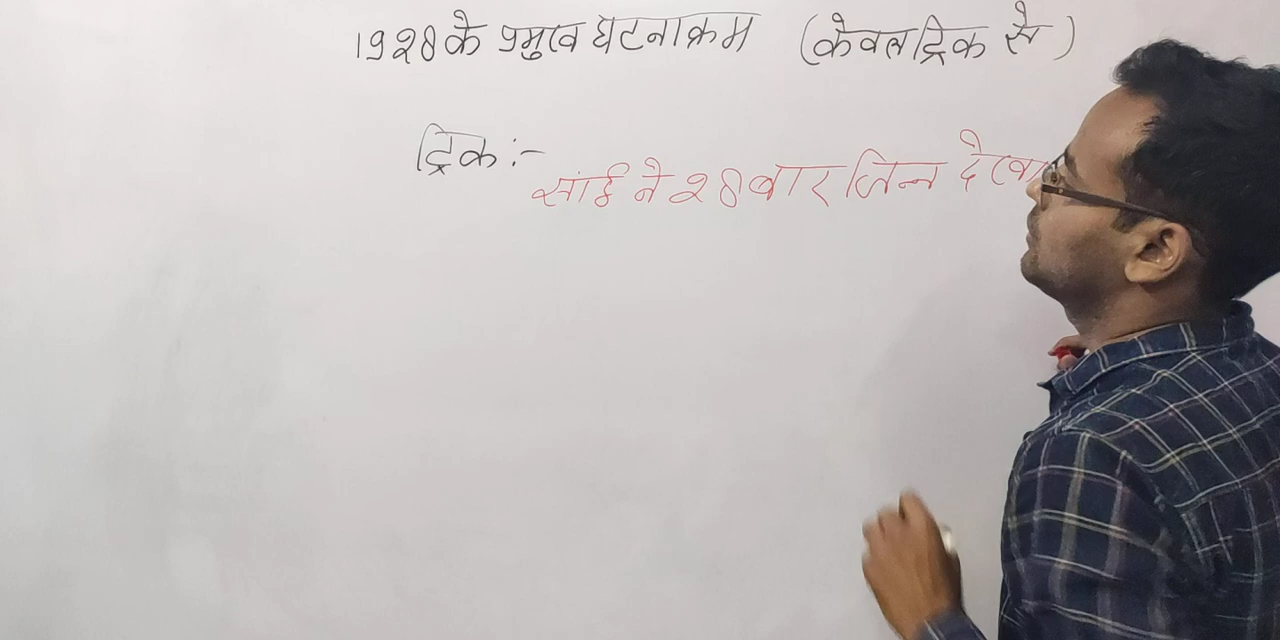 1928 के प्रमुख घटनाक्रम (केवल ट्रिक से)
ट्रिक :-
साई ने 28 बार जिन्न देखा